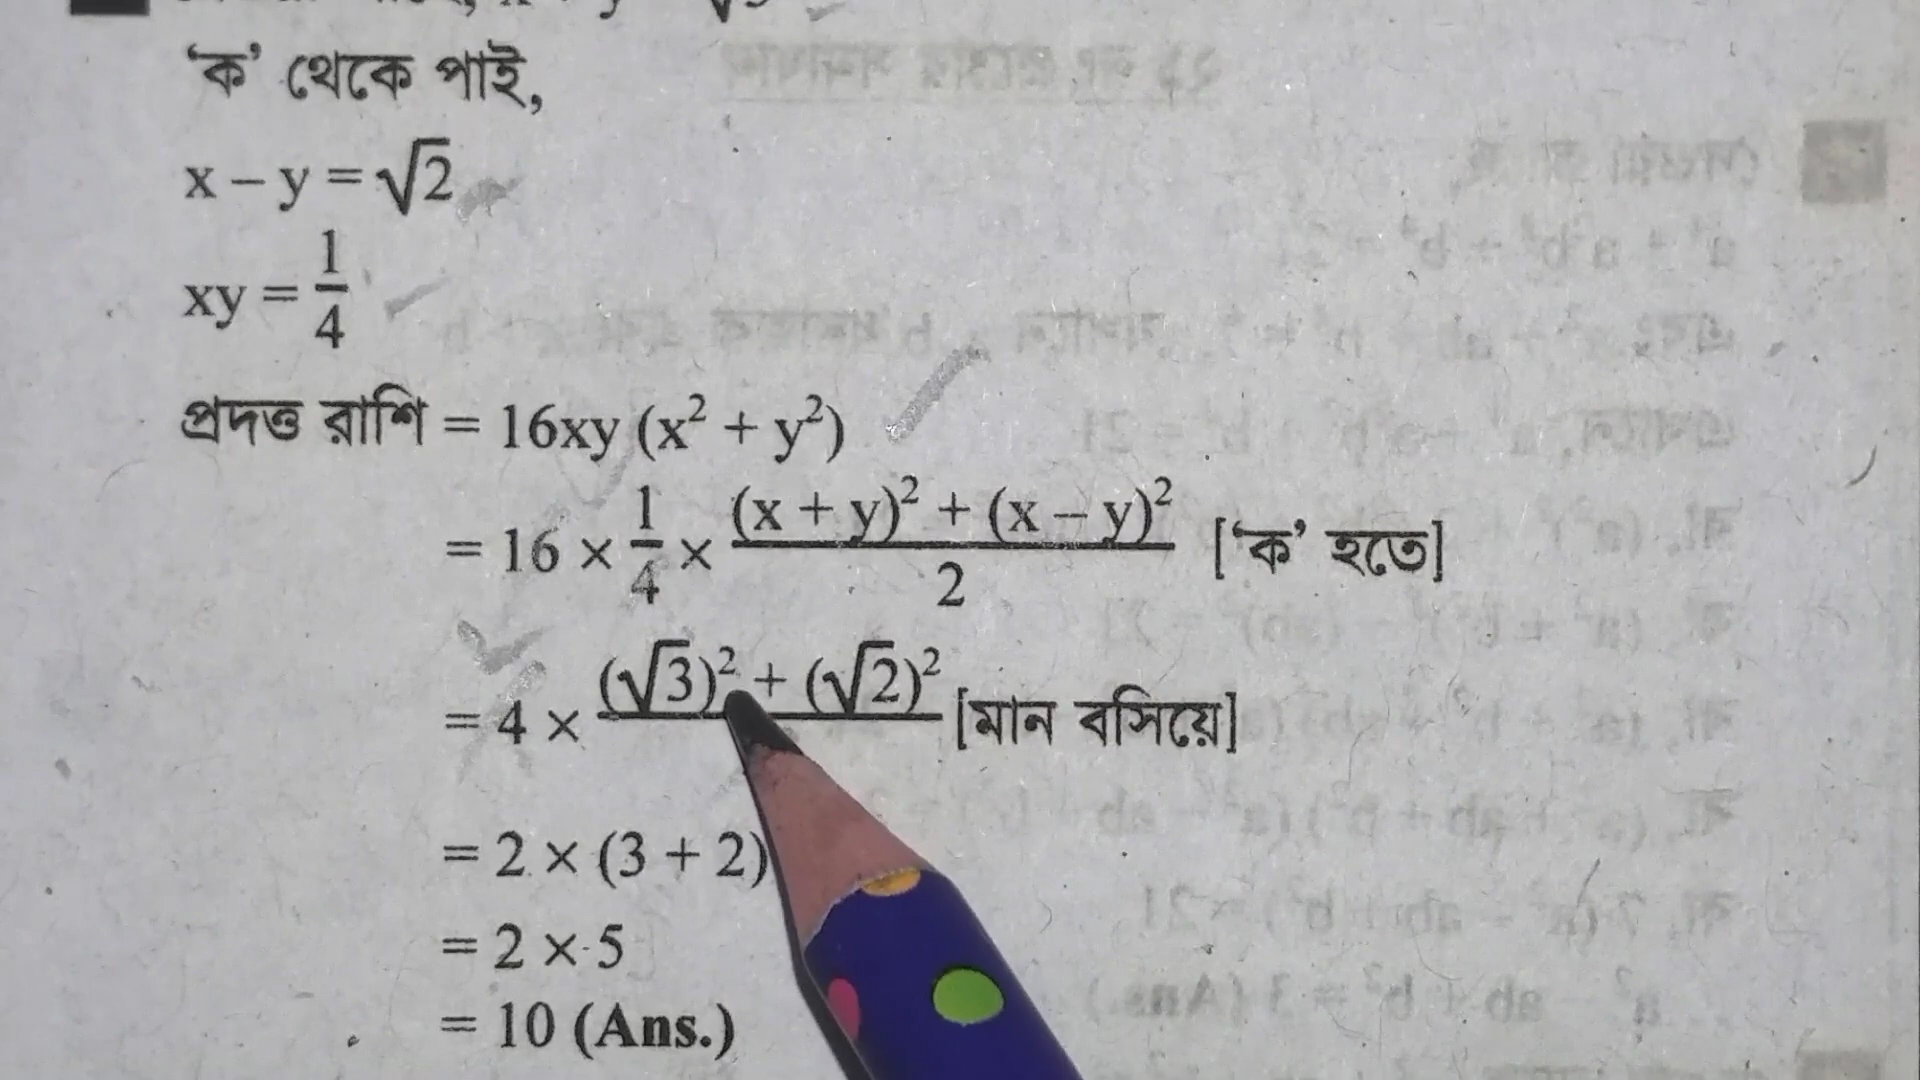 ‘ক’ থেকে পাই,
x – y = √2
xy = 1/4
প্রদত্ত রাশি = 16xy (x² + y²)
= 16 × 1/4 × ((x + y)² + (x – y)²)/2 [‘ক’ হতে]
= 4 × (√3)² + (√2)² [মান বসিয়ে]
= 2 × (3 + 2)
= 2 × 5
= 10 (Ans.)